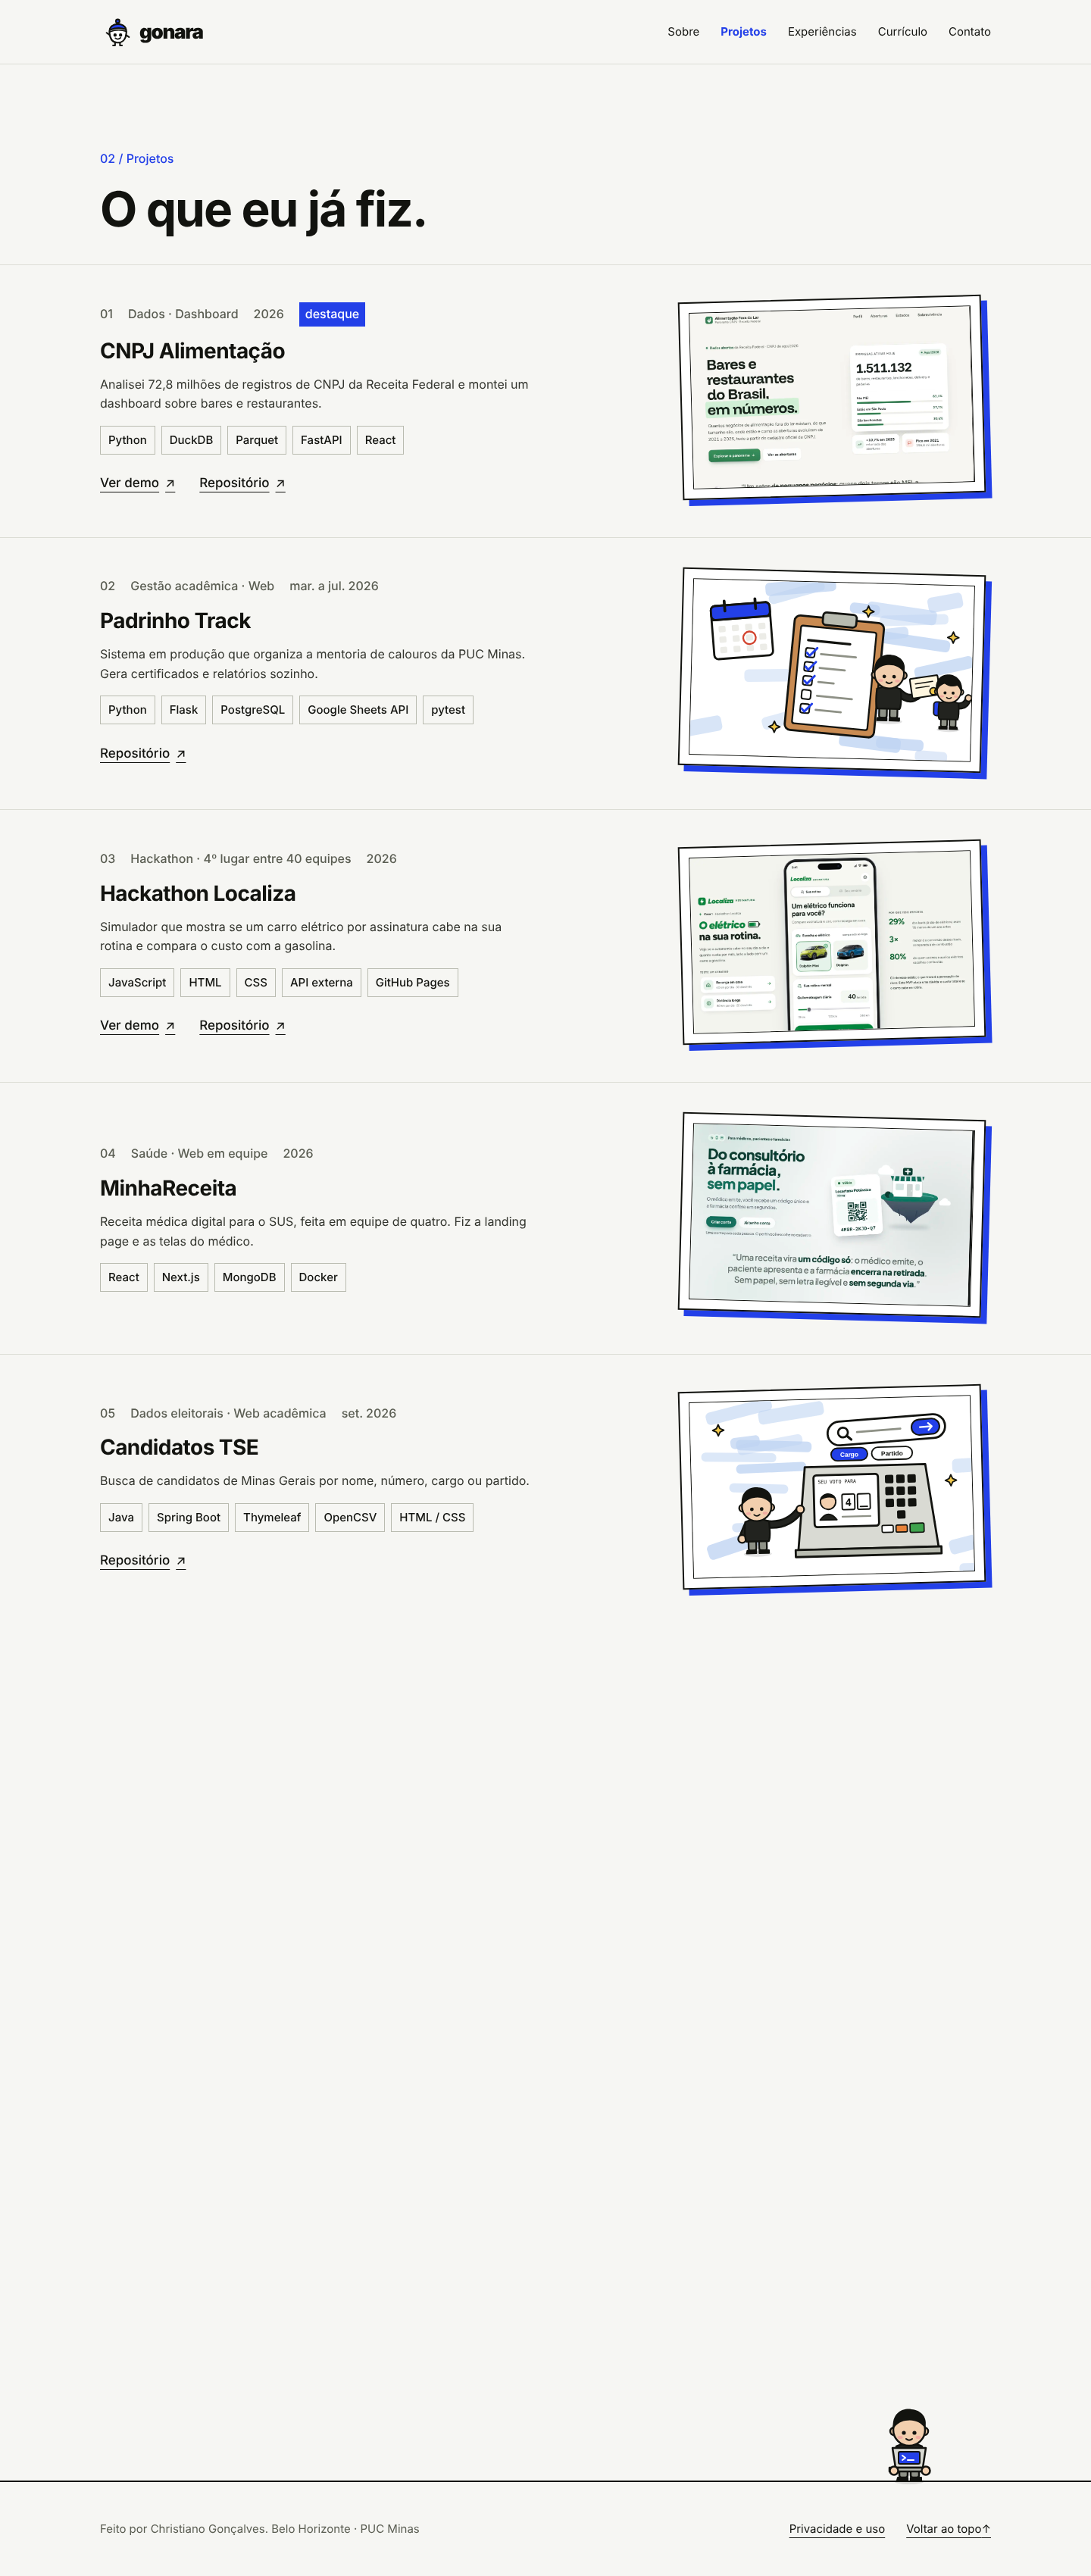 gonara
Sobre Projetos Experiências Currículo Contato
02 / Projetos
O que eu já fiz.
01 Dados · Dashboard 2026 destaque
CNPJ Alimentação
Analisei 72,8 milhões de registros de CNPJ da Receita Federal e montei um
dashboard sobre bares e restaurantes.
Python DuckDB Parquet FastAPI React
Ver demo ↗ Repositório ↗
Bares e
restaurantes
do Brasil,
em números.
1.511.132
02 Gestão acadêmica · Web mar. a jul. 2026
Padrinho Track
Sistema em produção que organiza a mentoria de calouros da PUC Minas.
Gera certificados e relatórios sozinho.
Python Flask PostgreSQL Google Sheets API pytest
Repositório ↗
03 Hackathon · 4º lugar entre 40 equipes 2026
Hackathon Localiza
Simulador que mostra se um carro elétrico por assinatura cabe na sua
rotina e compara o custo com a gasolina.
JavaScript HTML CSS API externa GitHub Pages
Ver demo ↗ Repositório ↗
Localiza
O elétrico
na sua rotina.
Localiza
Um elétrico funciona
para você?
40
29%
3×
80%
04 Saúde · Web em equipe 2026
MinhaReceita
Receita médica digital para o SUS, feita em equipe de quatro. Fiz a landing
page e as telas do médico.
React Next.js MongoDB Docker
Do consultório
à farmácia,
sem papel.
"Uma receita vira um código só: o médico emite, o
paciente apresenta e a farmácia encerra na retirada.
Sem papel, sem letra ilegível e sem segunda via."
05 Dados eleitorais · Web acadêmica set. 2026
Candidatos TSE
Busca de candidatos de Minas Gerais por nome, número, cargo ou partido.
Java Spring Boot Thymeleaf OpenCSV HTML / CSS
Repositório ↗
Cargo Partido
SEU VOTO PARA
4 _
Feito por Christiano Gonçalves. Belo Horizonte · PUC Minas
Privacidade e uso Voltar ao topo↑